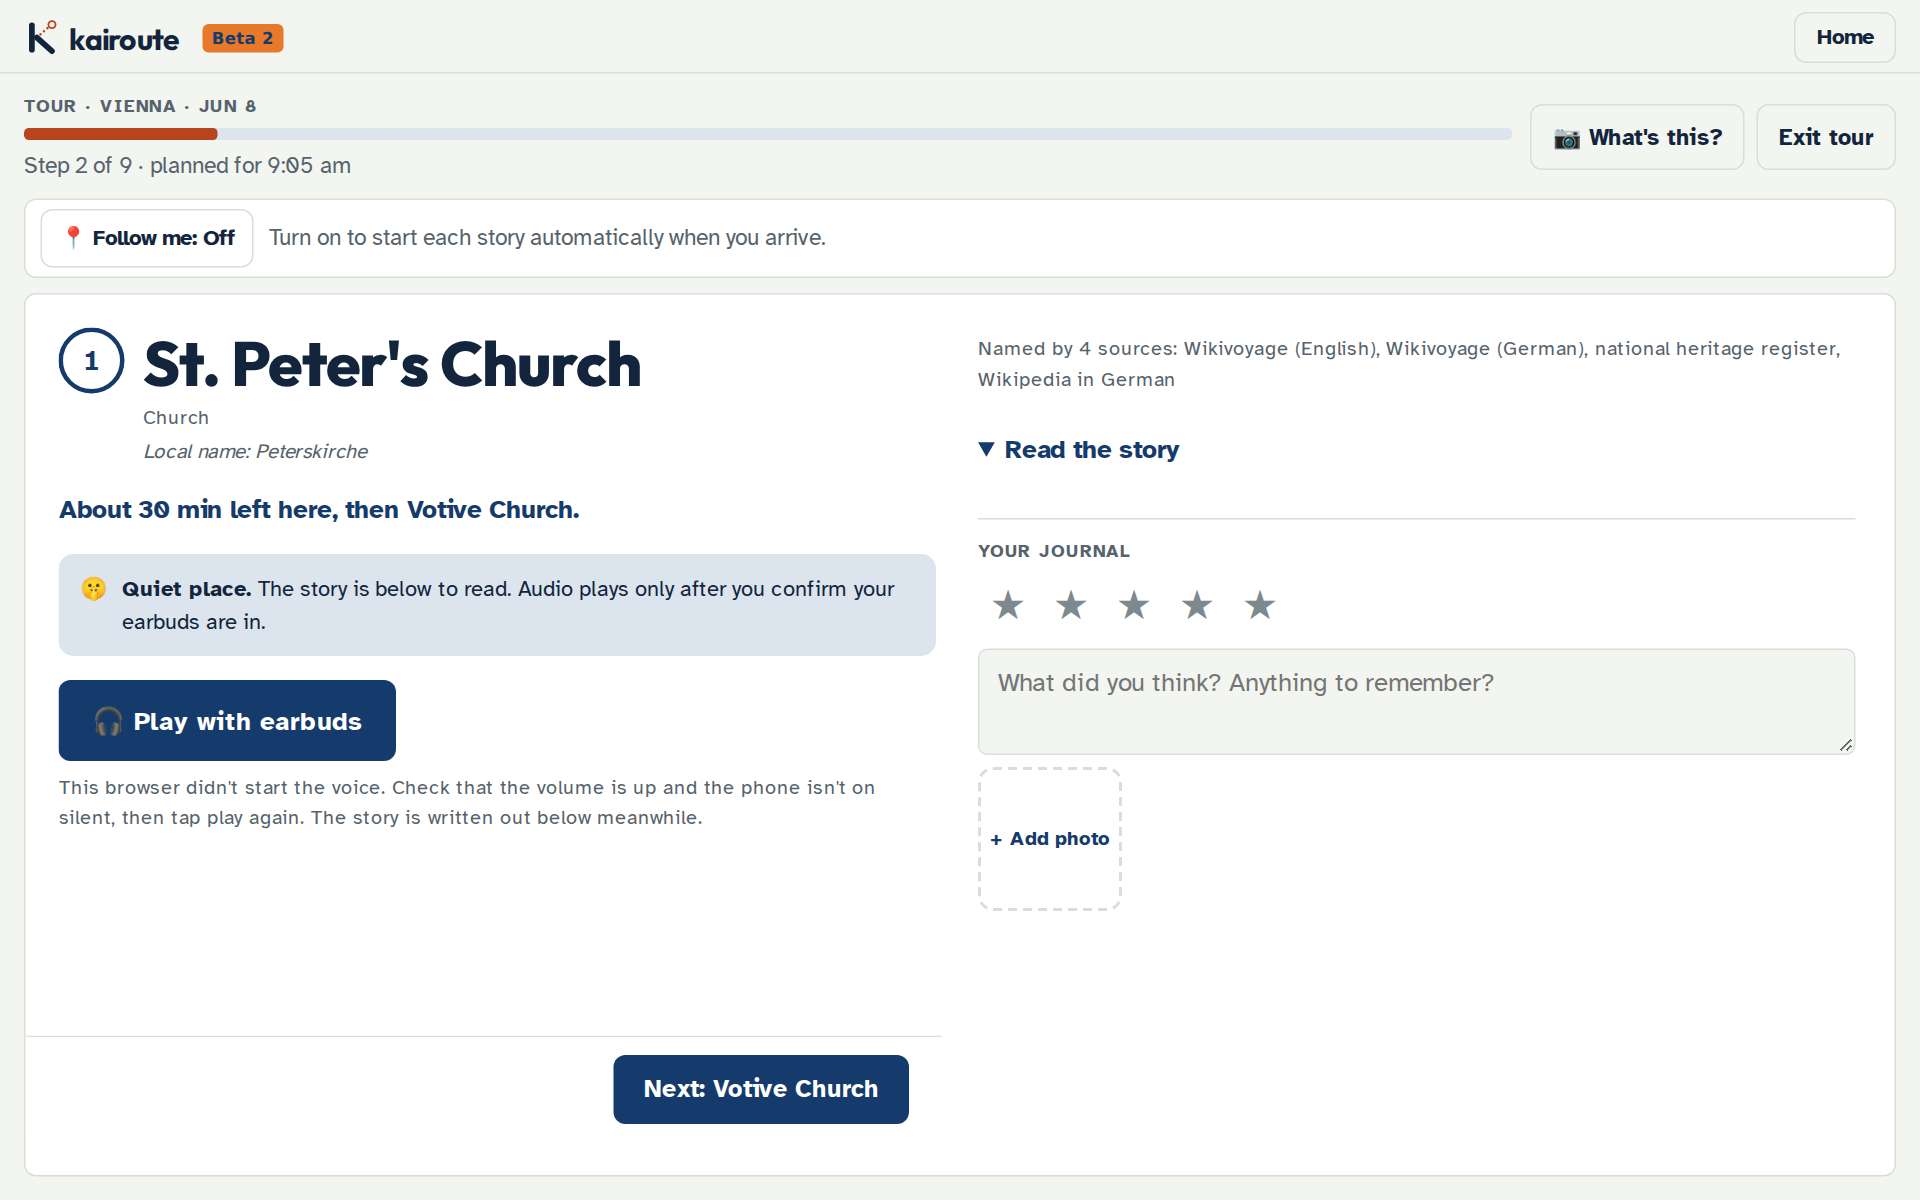 kairoute
Beta 2
Home
TOUR · VIENNA · JUN 8
Step 2 of 9 · planned for 9:05 am
What's this?
Exit tour
Follow me: Off
Turn on to start each story automatically when you arrive.
1
St. Peter's Church
Church
Local name: Peterskirche
About 30 min left here, then Votive Church.
Quiet place. The story is below to read. Audio plays only after you confirm your
earbuds are in.
Play with earbuds
This browser didn't start the voice. Check that the volume is up and the phone isn't on
silent, then tap play again. The story is written out below meanwhile.
Next: Votive Church
Named by 4 sources: Wikivoyage (English), Wikivoyage (German), national heritage register,
Wikipedia in German
Read the story
YOUR JOURNAL
What did you think? Anything to remember?
+ Add photo